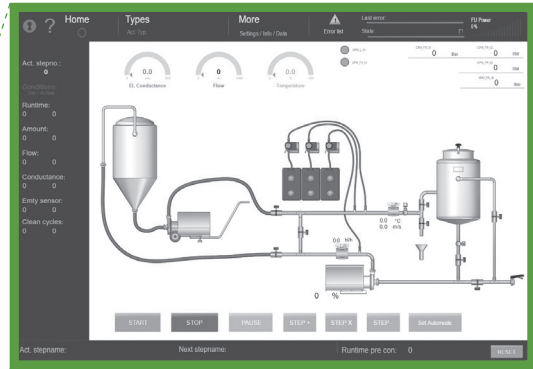 Home
Types
Act. Typ:
More
Settings / Info / Data
Error list
Last error:
State:
FU Power
0%
Act. stepno.:
0
Conditions
Runtime:
0 0
Amount:
0 0
Flow:
0 0
Conductance:
0 0
Emty sensor:
0 0
Clean cycles:
0 0
0.0
El. Conductance
0
Flow
0.0
Temperature
0 Bar
0
0
0
0.0 °C
0.0 m/s
0.0 hl/h
0 %
START
STOP
PAUSE
STEP +
STEP X
STEP -
Set Automode
Act. stepname:
Next stepname:
Runtime pre con: 0
RESET